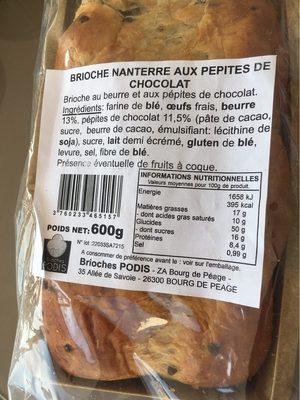 BRIOCHE NANTERRE AUX PEPITES DE
CHOCOLAT
Brioche au beurre et aux pépites de chocolat.
Ingrédients: farine de blé, œufs frais, beurre
13%, pépites de chocolat 11,5% (pâte de cacao,
sucre, beurre de cacao, émulsifiant: lécithine de
soja), sucre, lait demi écrémé, gluten de blé,
levure, sel, fibre de blé.
Présence éventuelle de fruits à coque.
INFORMATIONS NUTRITIONNELLES
Valeurs moyennes pour 100g de produit.
Energie 1658 kJ
395 kcal
Matières grasses 17 g
- dont acides gras saturés 10 g
Glucides 50 g
- dont sucres 16 g
Protéines 8,4 g
Sel 0,99 g
3760233465157
POIDS NET: 600g
N° lot :22033SA7215
A consommer de préférence avant le : voir sur l'emballage.
Brioches PODIS - ZA Bourg de Péage -
35 Allée de Savoie - 26300 BOURG DE PEAGE
PODIS